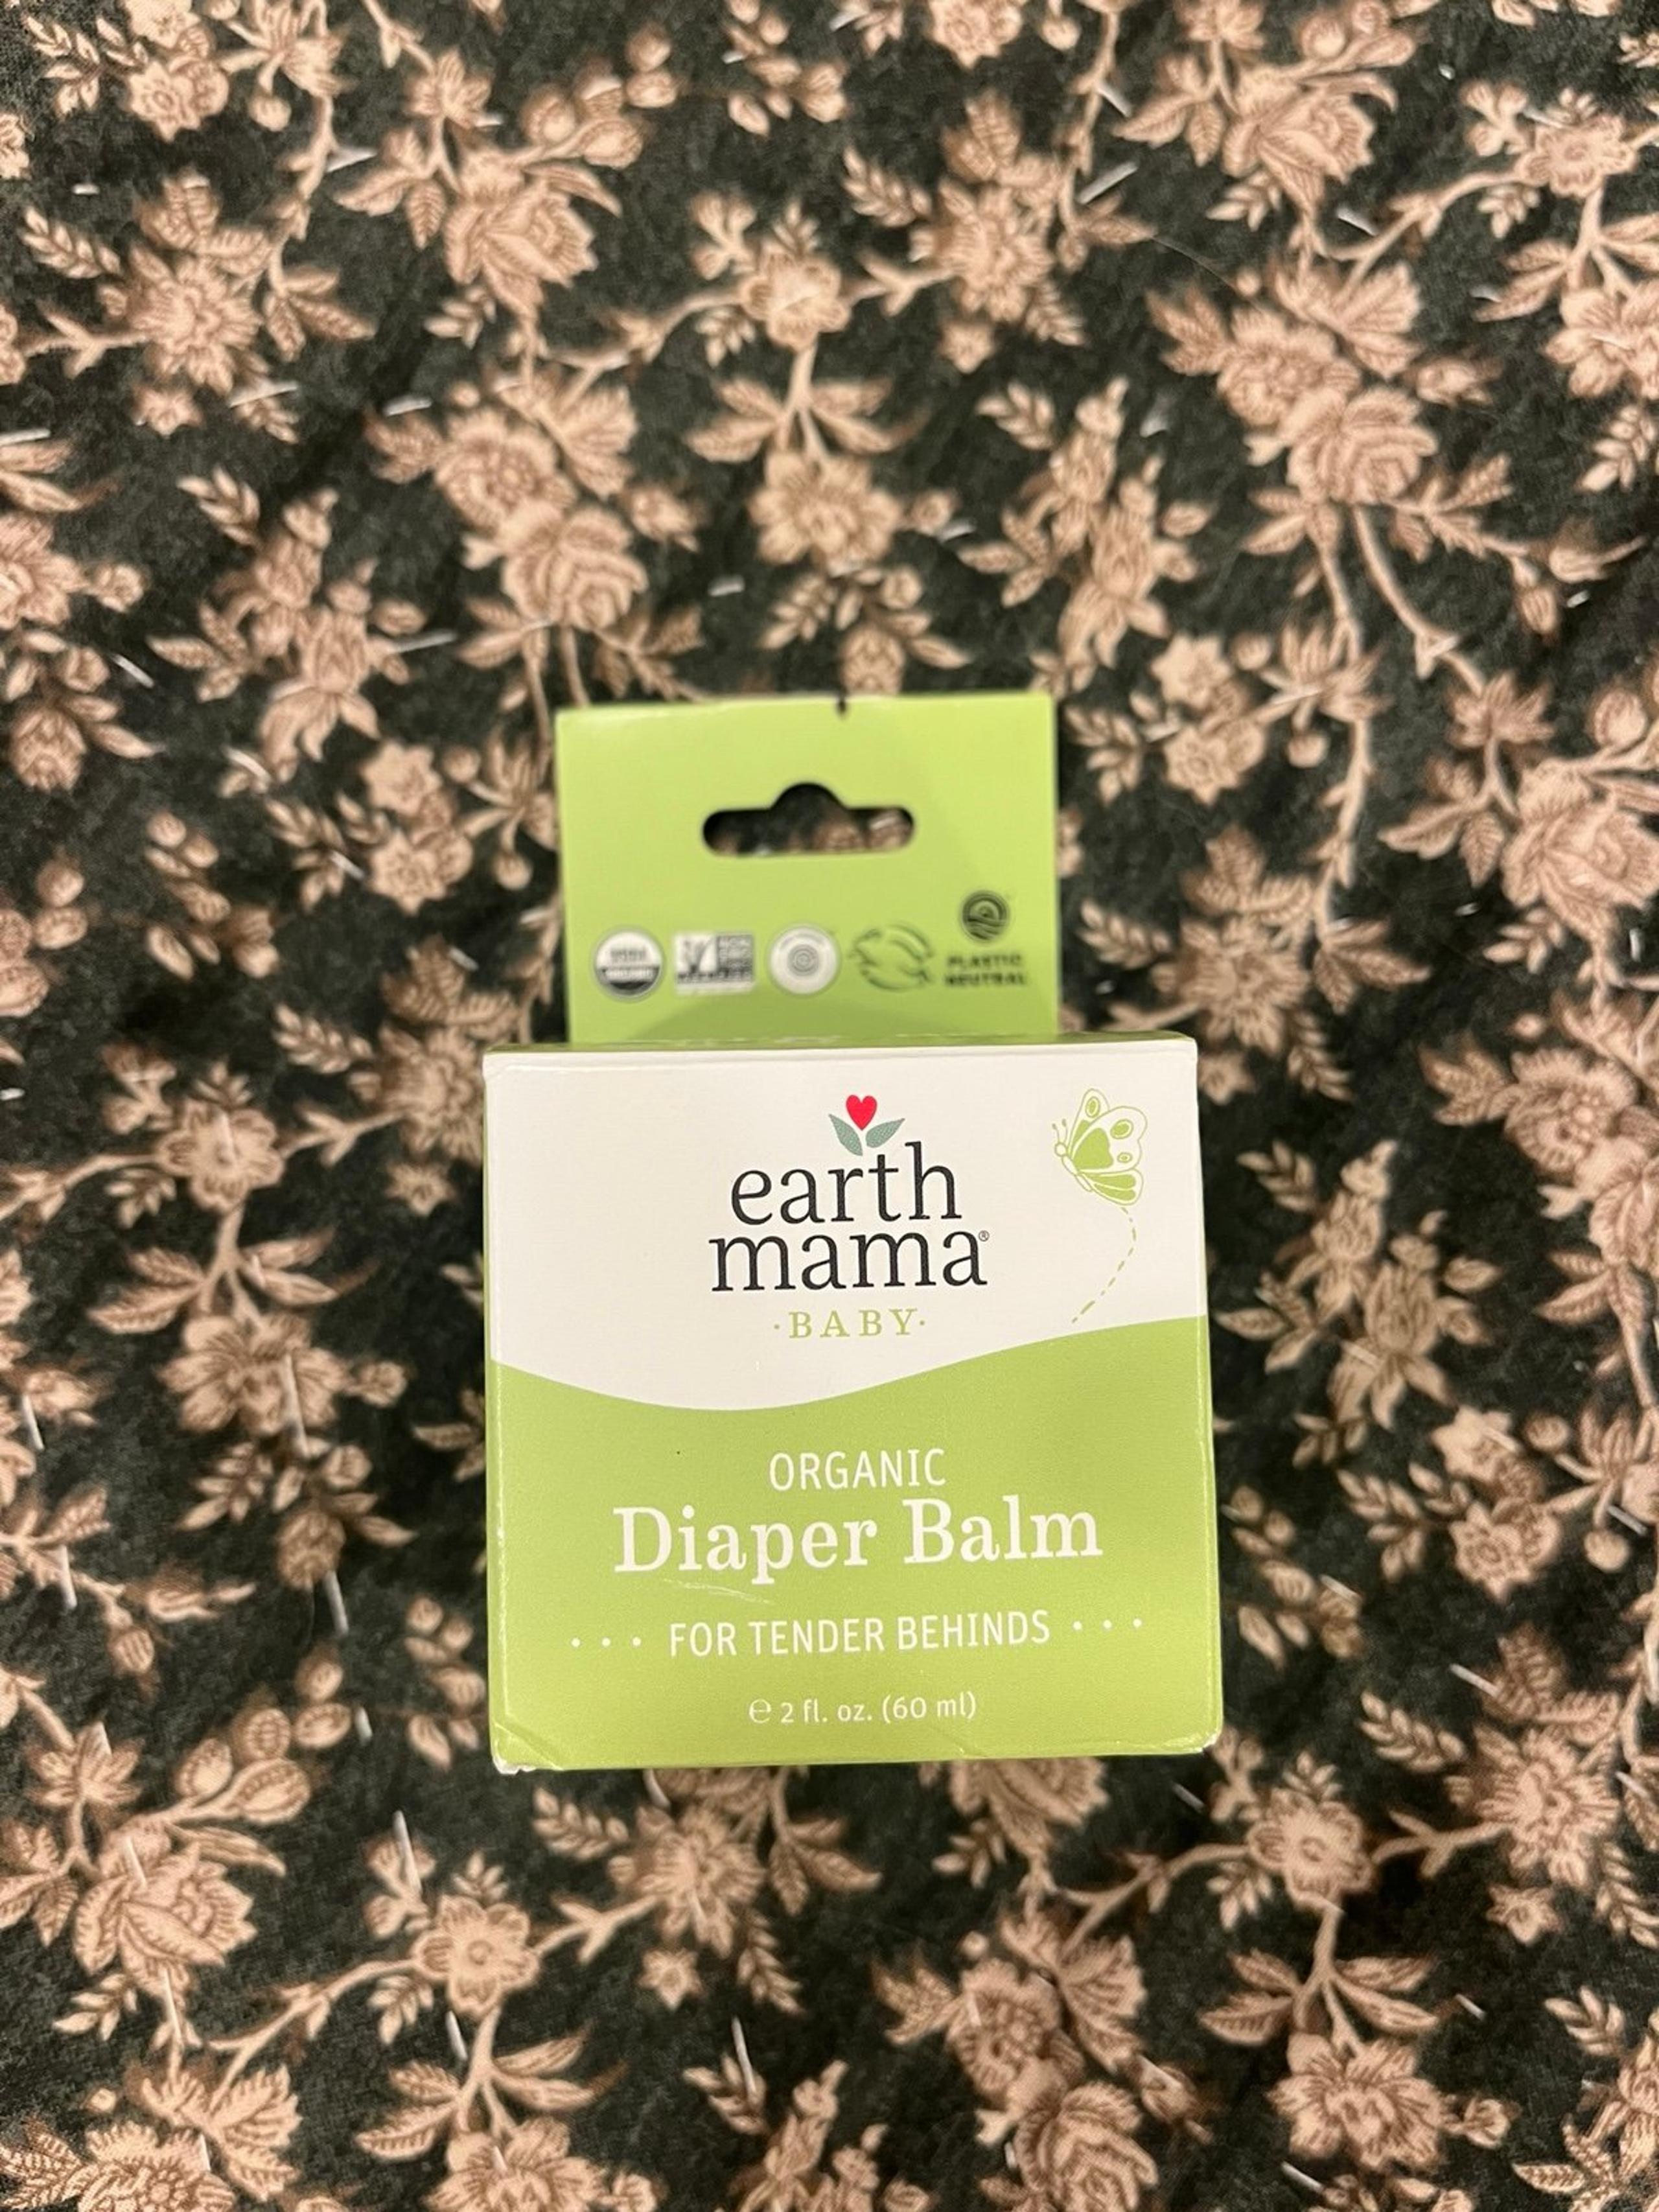 PLASTIC
NEUTRAL
earth
mama®
·BABY·
ORGANIC
Diaper Balm
··· FOR TENDER BEHINDS ···
℮ 2 fl. oz. (60 ml)